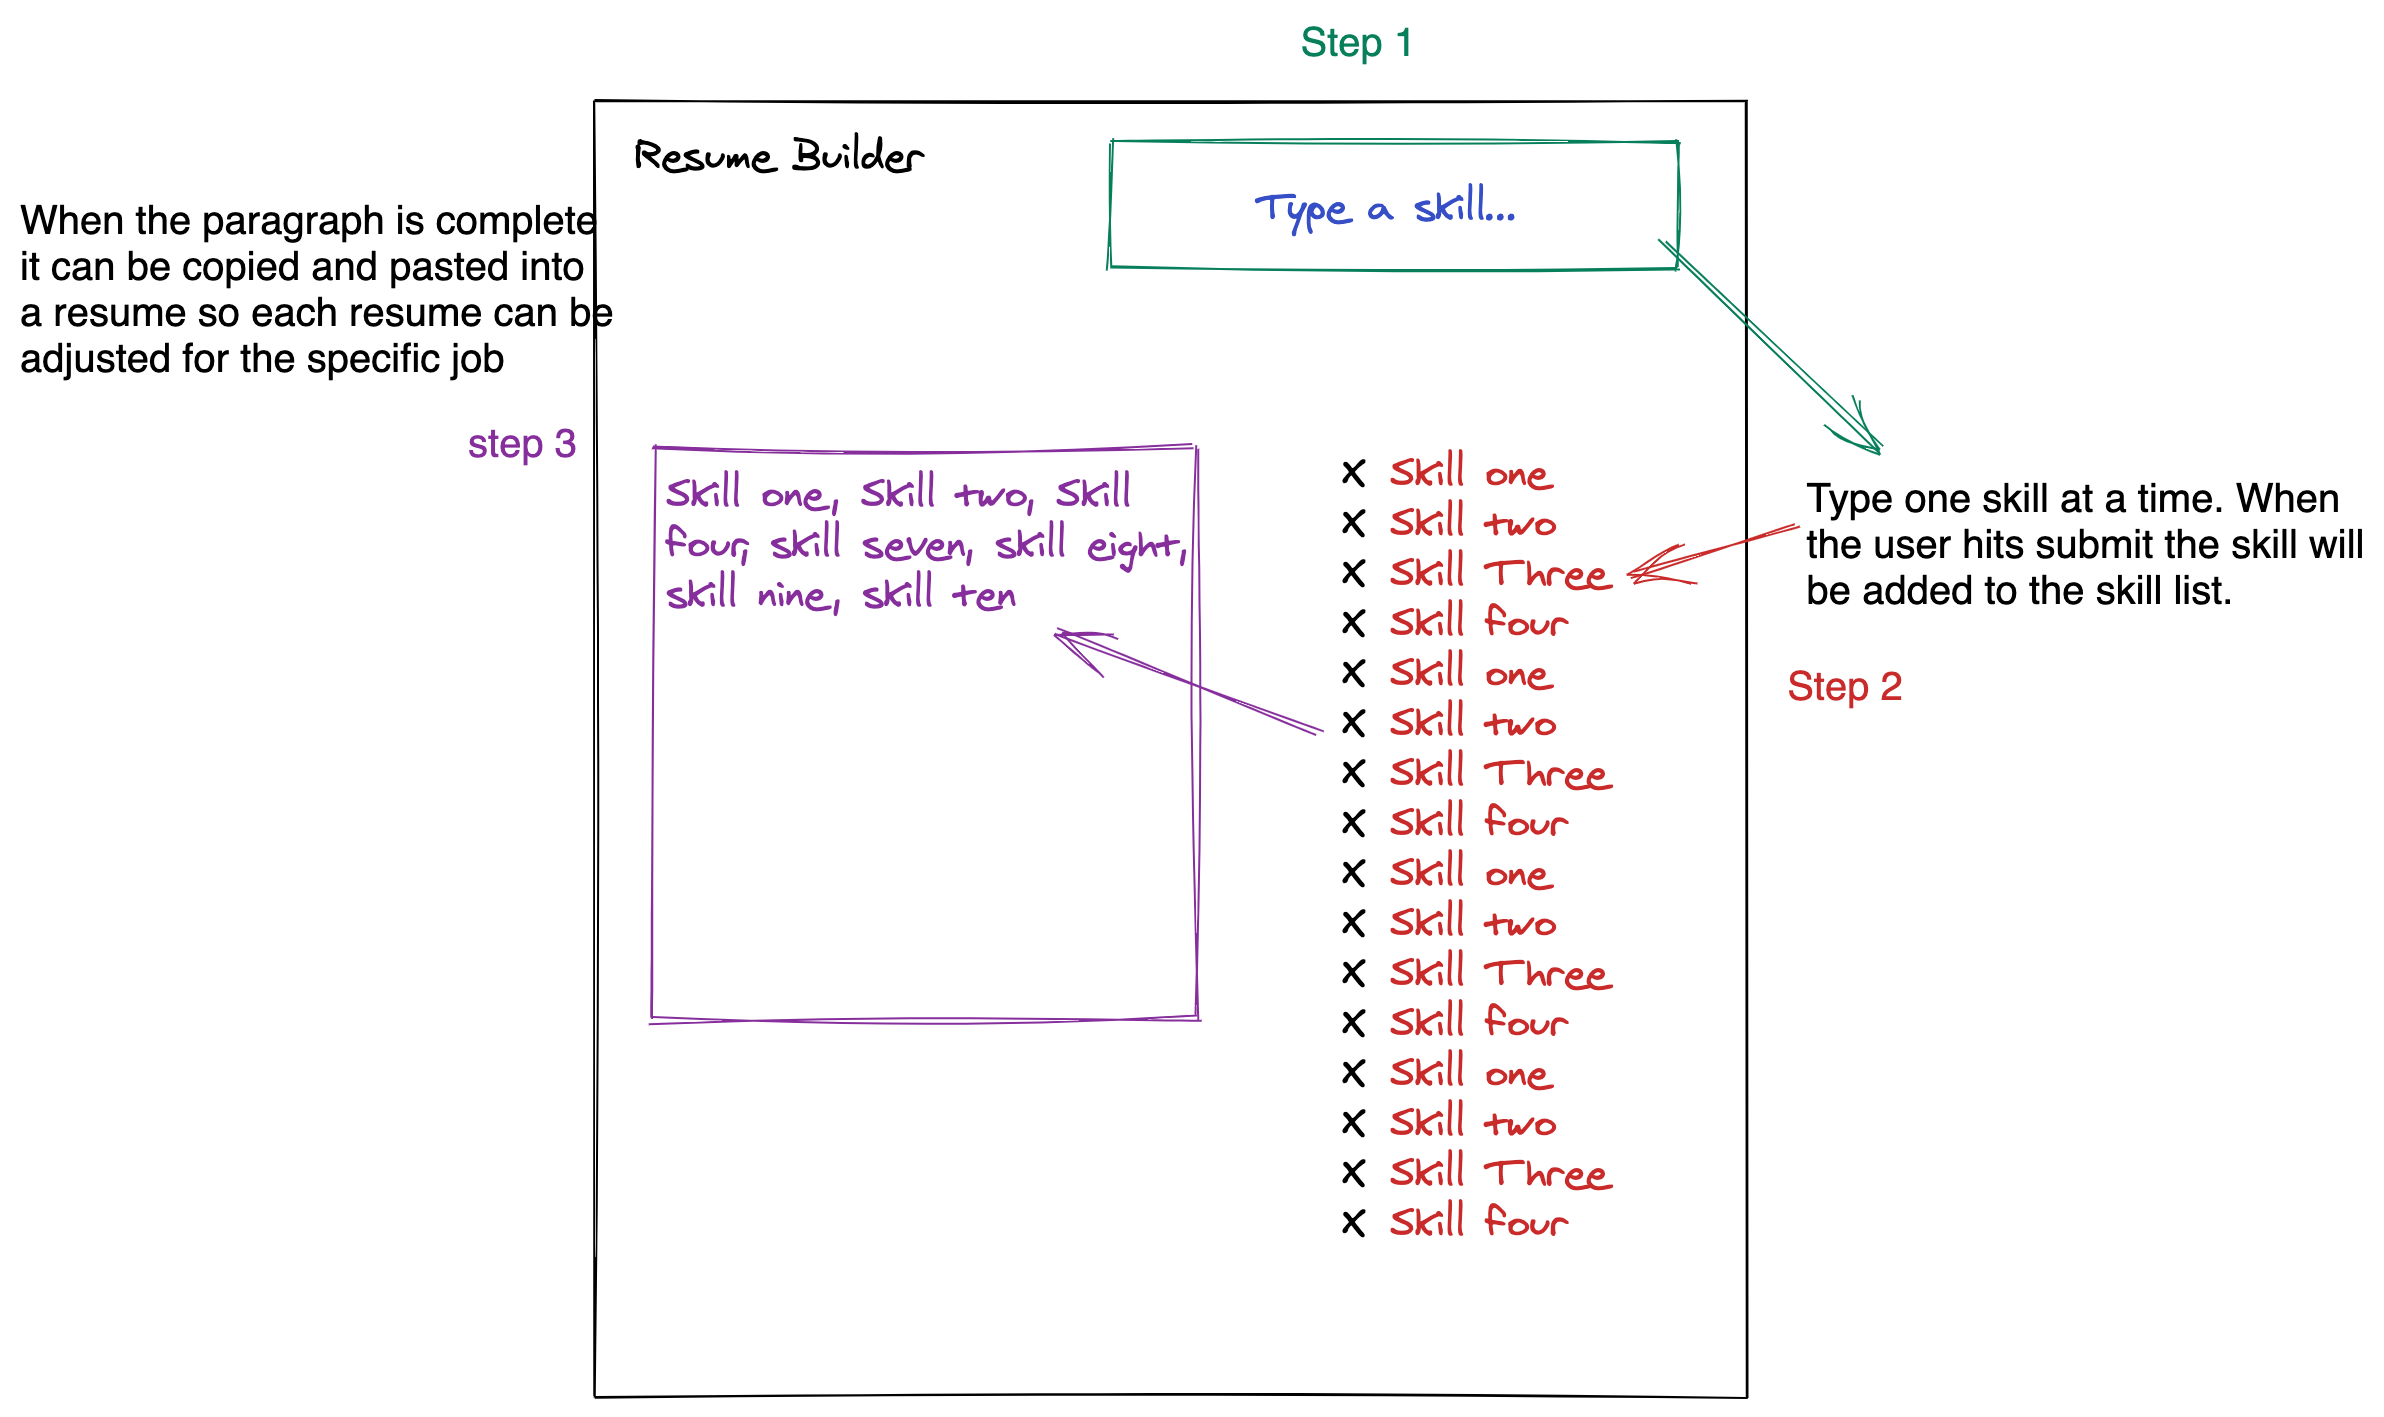 Step 1
Resume Builder
Type a skill...
When the paragraph is complete
it can be copied and pasted into
a resume so each resume can be
adjusted for the specific job
step 3
Skill one, Skill two, Skill
four, skill seven, skill eight,
skill nine, skill ten
X Skill one
X Skill two
X Skill Three
X Skill four
X Skill one
X Skill two
X Skill Three
X Skill four
X Skill one
X Skill two
X Skill Three
X Skill four
X Skill one
X Skill two
X Skill Three
X Skill four
Type one skill at a time. When
the user hits submit the skill will
be added to the skill list.
Step 2